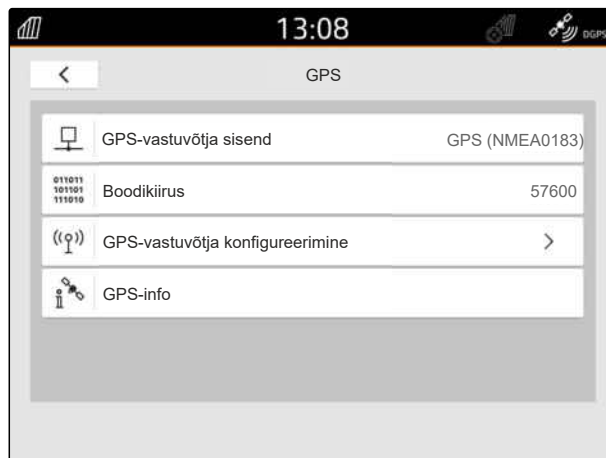 13:08
DGPS
GPS
GPS-vastuvõtja sisend GPS (NMEA0183)
011011
101101
111010
Boodikiirus 57600
GPS-vastuvõtja konfigureerimine
GPS-info